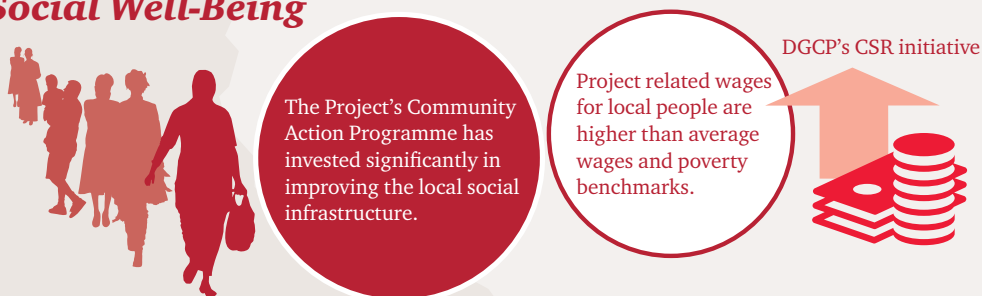 Social Well-Being
The Project's Community
Action Programme has
invested significantly in
improving the local social
infrastructure.
Project related wages
for local people are
higher than average
wages and poverty
benchmarks.
DGCP's CSR initiative